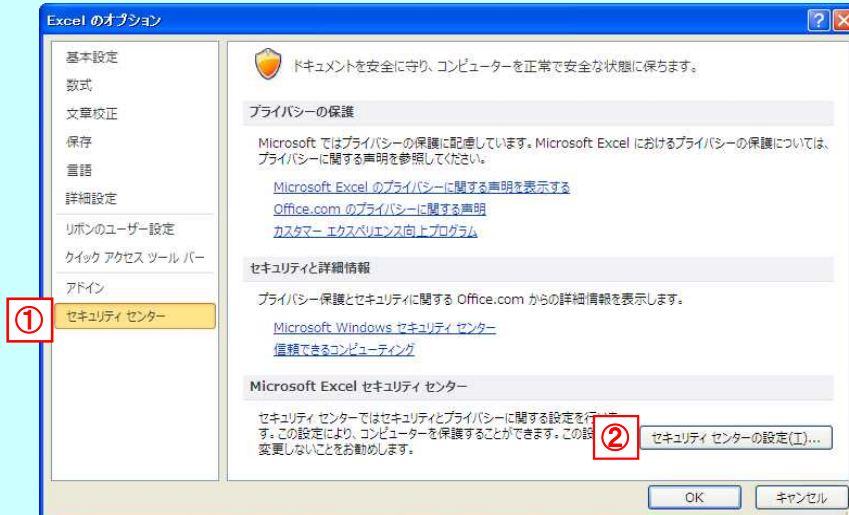 Excel のオプション
基本設定
数式
文章校正
保存
言語
詳細設定
リボンのユーザー設定
クイック アクセス ツール バー
アドイン
① セキュリティ センター
ドキュメントを安全に守り、コンピューターを正常で安全な状態に保ちます。
プライバシーの保護
Microsoft ではプライバシーの保護に配慮しています。Microsoft Excel におけるプライバシーの保護については、
プライバシーに関する声明を参照してください。
Microsoft Excel のプライバシーに関する声明を表示する
Office.com のプライバシーに関する声明
カスタマー エクスペリエンス向上プログラム
セキュリティと詳細情報
プライバシー保護とセキュリティに関する Office.com からの詳細情報を表示します。
Microsoft Windows セキュリティ センター
信頼できるコンピューティング
Microsoft Excel セキュリティ センター
セキュリティ センターではセキュリティとプライバシーに関する設定を行いま
す。この設定により、コンピューターを保護することができます。この設
変更しないことをお勧めします。
② セキュリティ センターの設定(T)...
OK
キャンセル